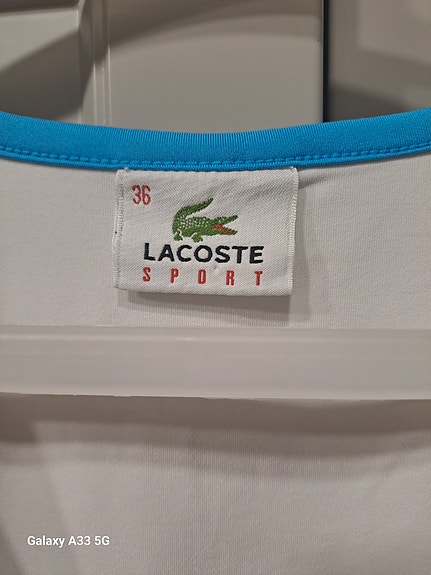 36
LACOSTE
SPORT
Galaxy A33 5G